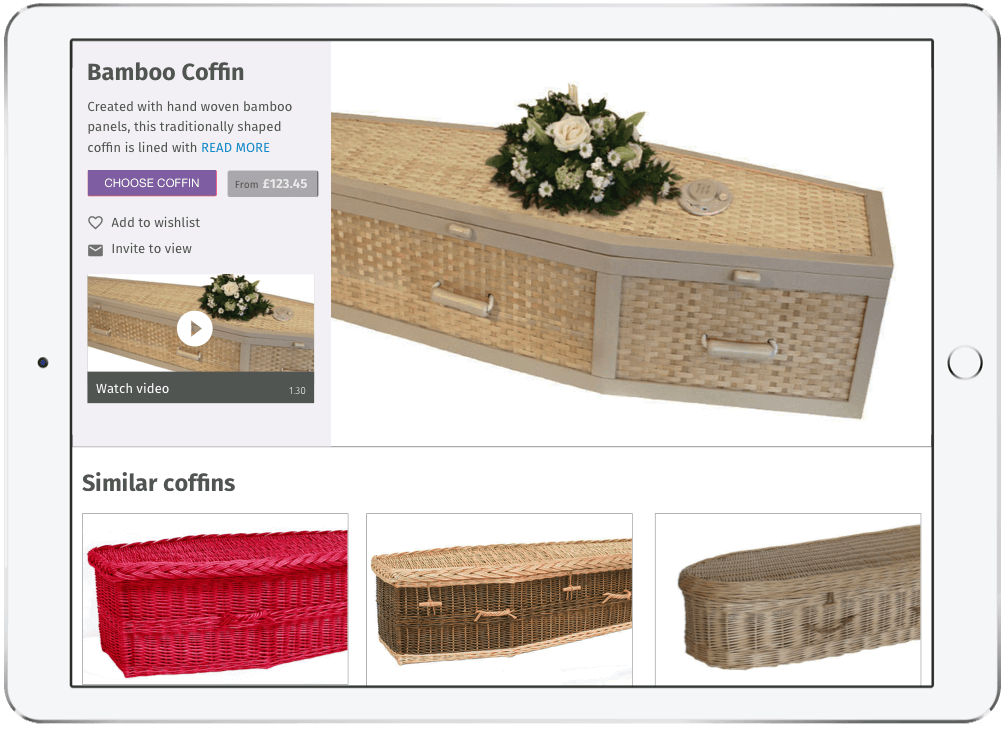 Bamboo Coffin
Created with hand woven bamboo
panels, this traditionally shaped
coffin is lined with READ MORE
CHOOSE COFFIN
From £123.45
Add to wishlist
Invite to view
Watch video
1.30
Similar coffins